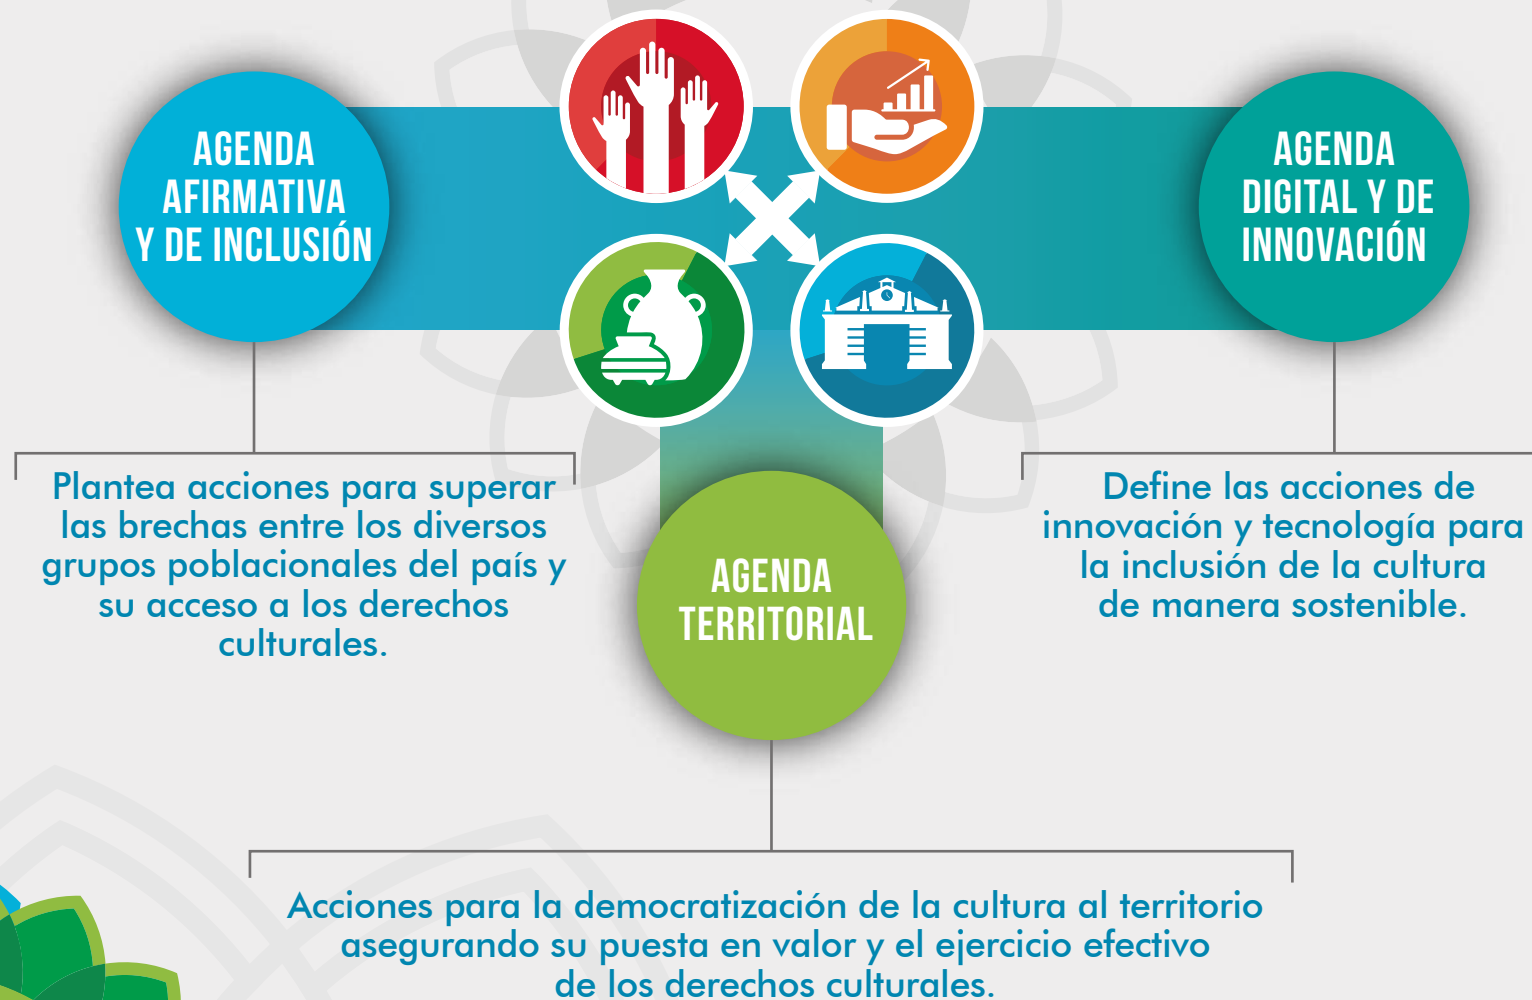 AGENDA
AFIRMATIVA
Y DE INCLUSIÓN
AGENDA
DIGITAL Y DE
INNOVACIÓN
Plantea acciones para superar
las brechas entre los diversos
grupos poblacionales del país y
su acceso a los derechos
culturales.
Define las acciones de
innovación y tecnología para
la inclusión de la cultura
de manera sostenible.
AGENDA
TERRITORIAL
Acciones para la democratización de la cultura al territorio
asegurando su puesta en valor y el ejercicio efectivo
de los derechos culturales.